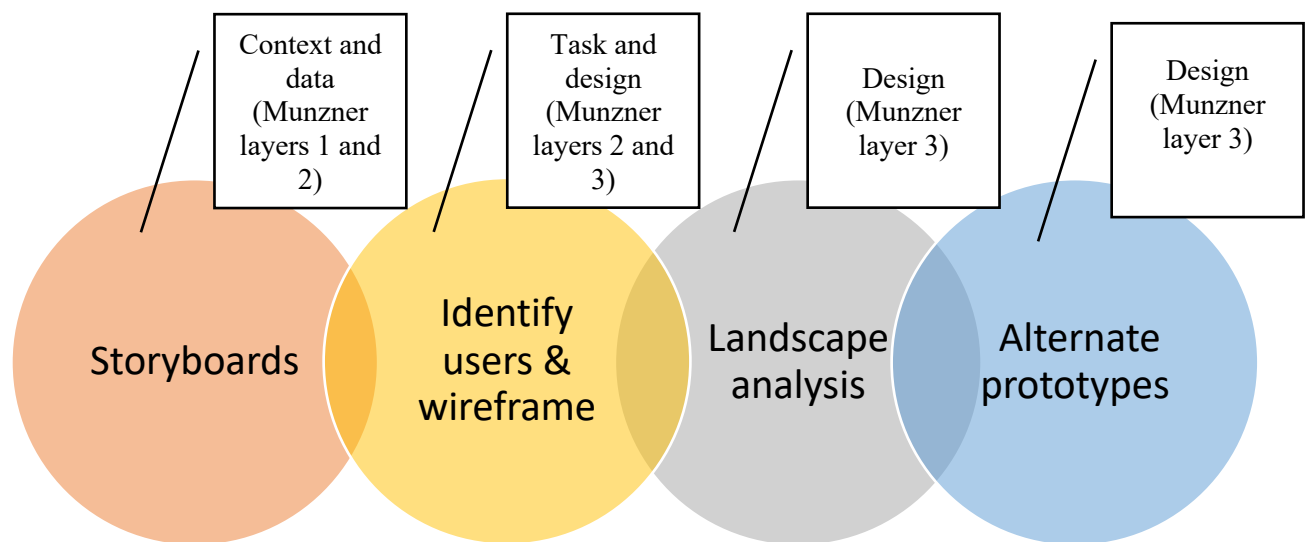 Context and
data
(Munzner
layers 1 and
2)
Task and
design
(Munzner
layers 2 and
3)
Design
(Munzner
layer 3)
Design
(Munzner
layer 3)
Storyboards
Identify
users &
wireframe
Landscape
analysis
Alternate
prototypes